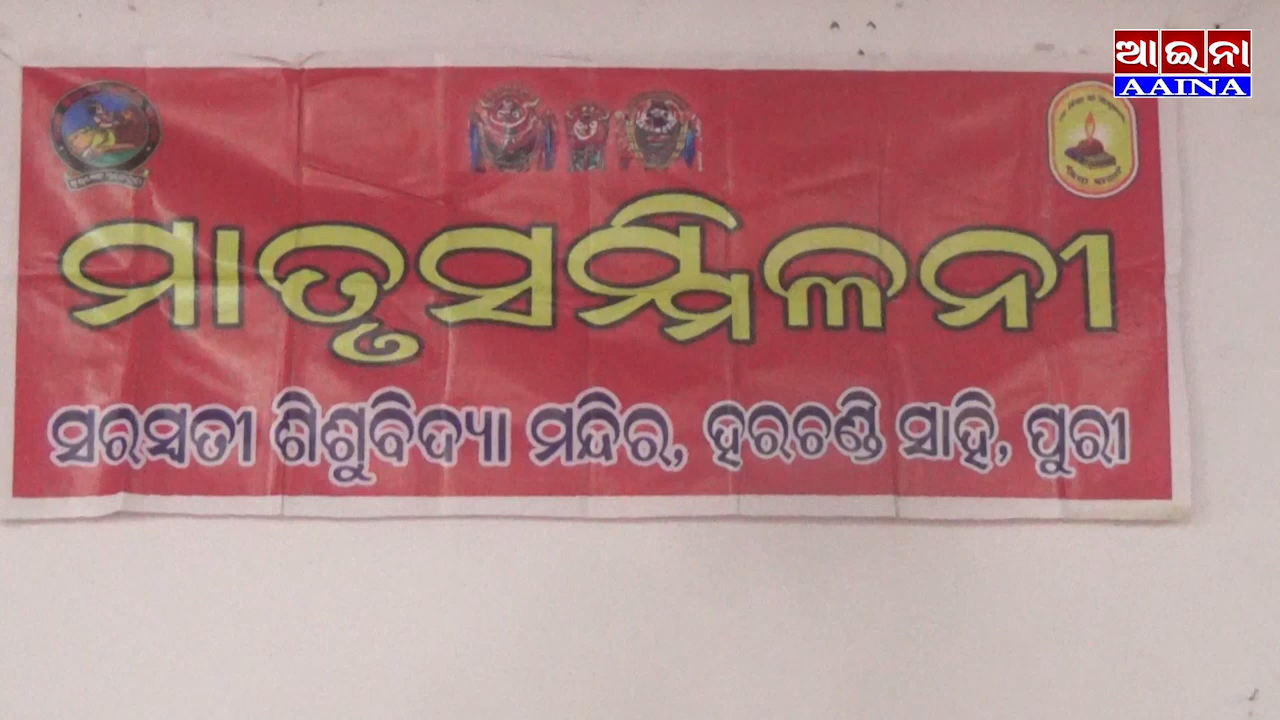 ଆଇନା
AAINA
ମାତୃସମ୍ମିଳନୀ
ସରସ୍ୱତୀ ଶିଶୁବିଦ୍ୟା ମନ୍ଦିର, ହରଚଣ୍ଡି ସାହି, ପୁରୀ